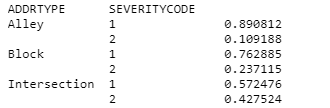 ADDRTYPE SEVERITYCODE
Alley 1 0.890812
2 0.109188
Block 1 0.762885
2 0.237115
Intersection 1 0.572476
2 0.427524